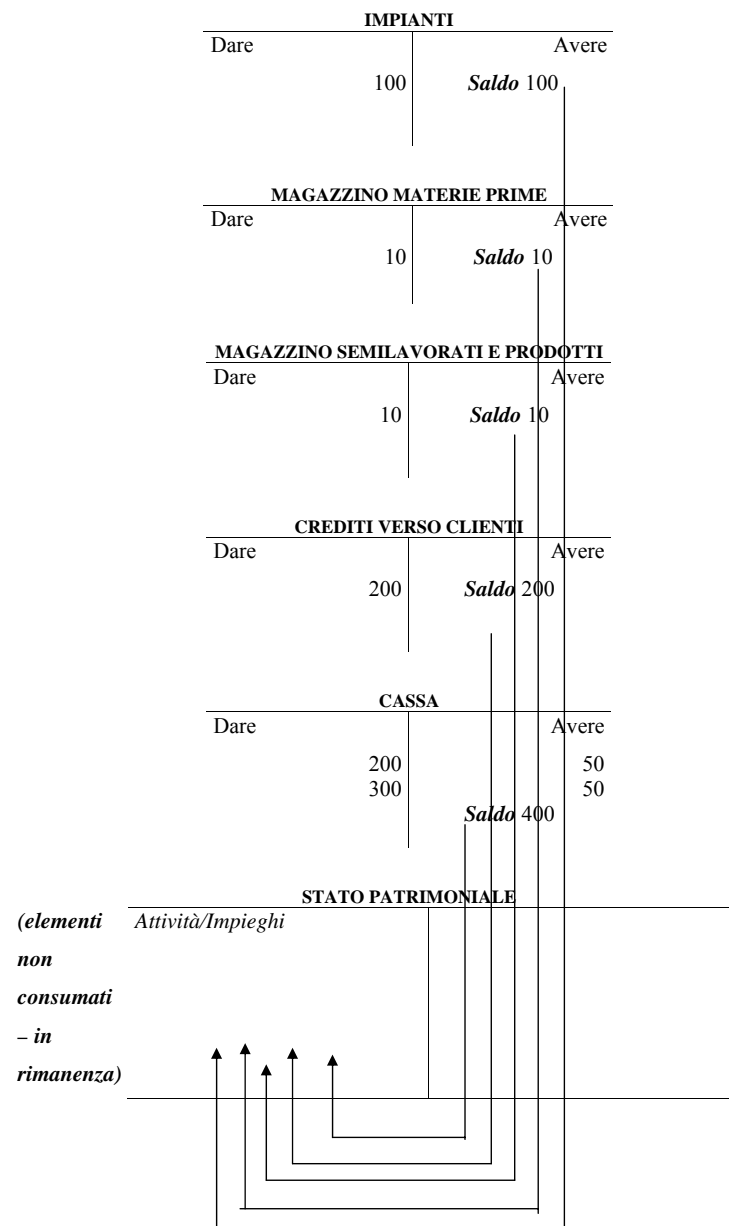 IMPIANTI
Dare Avere
100 Saldo 100
MAGAZZINO MATERIE PRIME
Dare Avere
10 Saldo 10
MAGAZZINO SEMILAVORATI E PRODOTTI
Dare Avere
10 Saldo 10
CREDITI VERSO CLIENTI
Dare Avere
200 Saldo 200
CASSA
Dare Avere
200 50
300 50
Saldo 400
STATO PATRIMONIALE
(elementi Attività/Impieghi
non
consumati
– in
rimanenza)